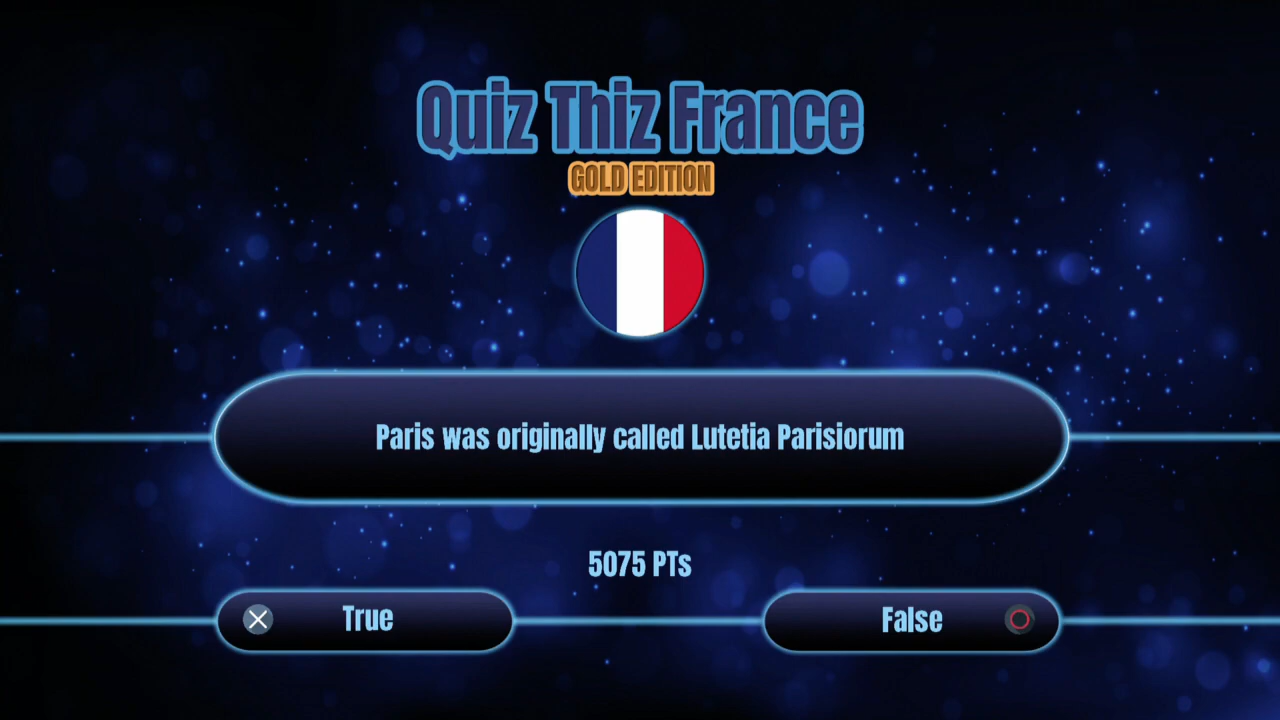 Quiz Thiz France
GOLD EDITION
Paris was originally called Lutetia Parisiorum
5075 PTs
True
False